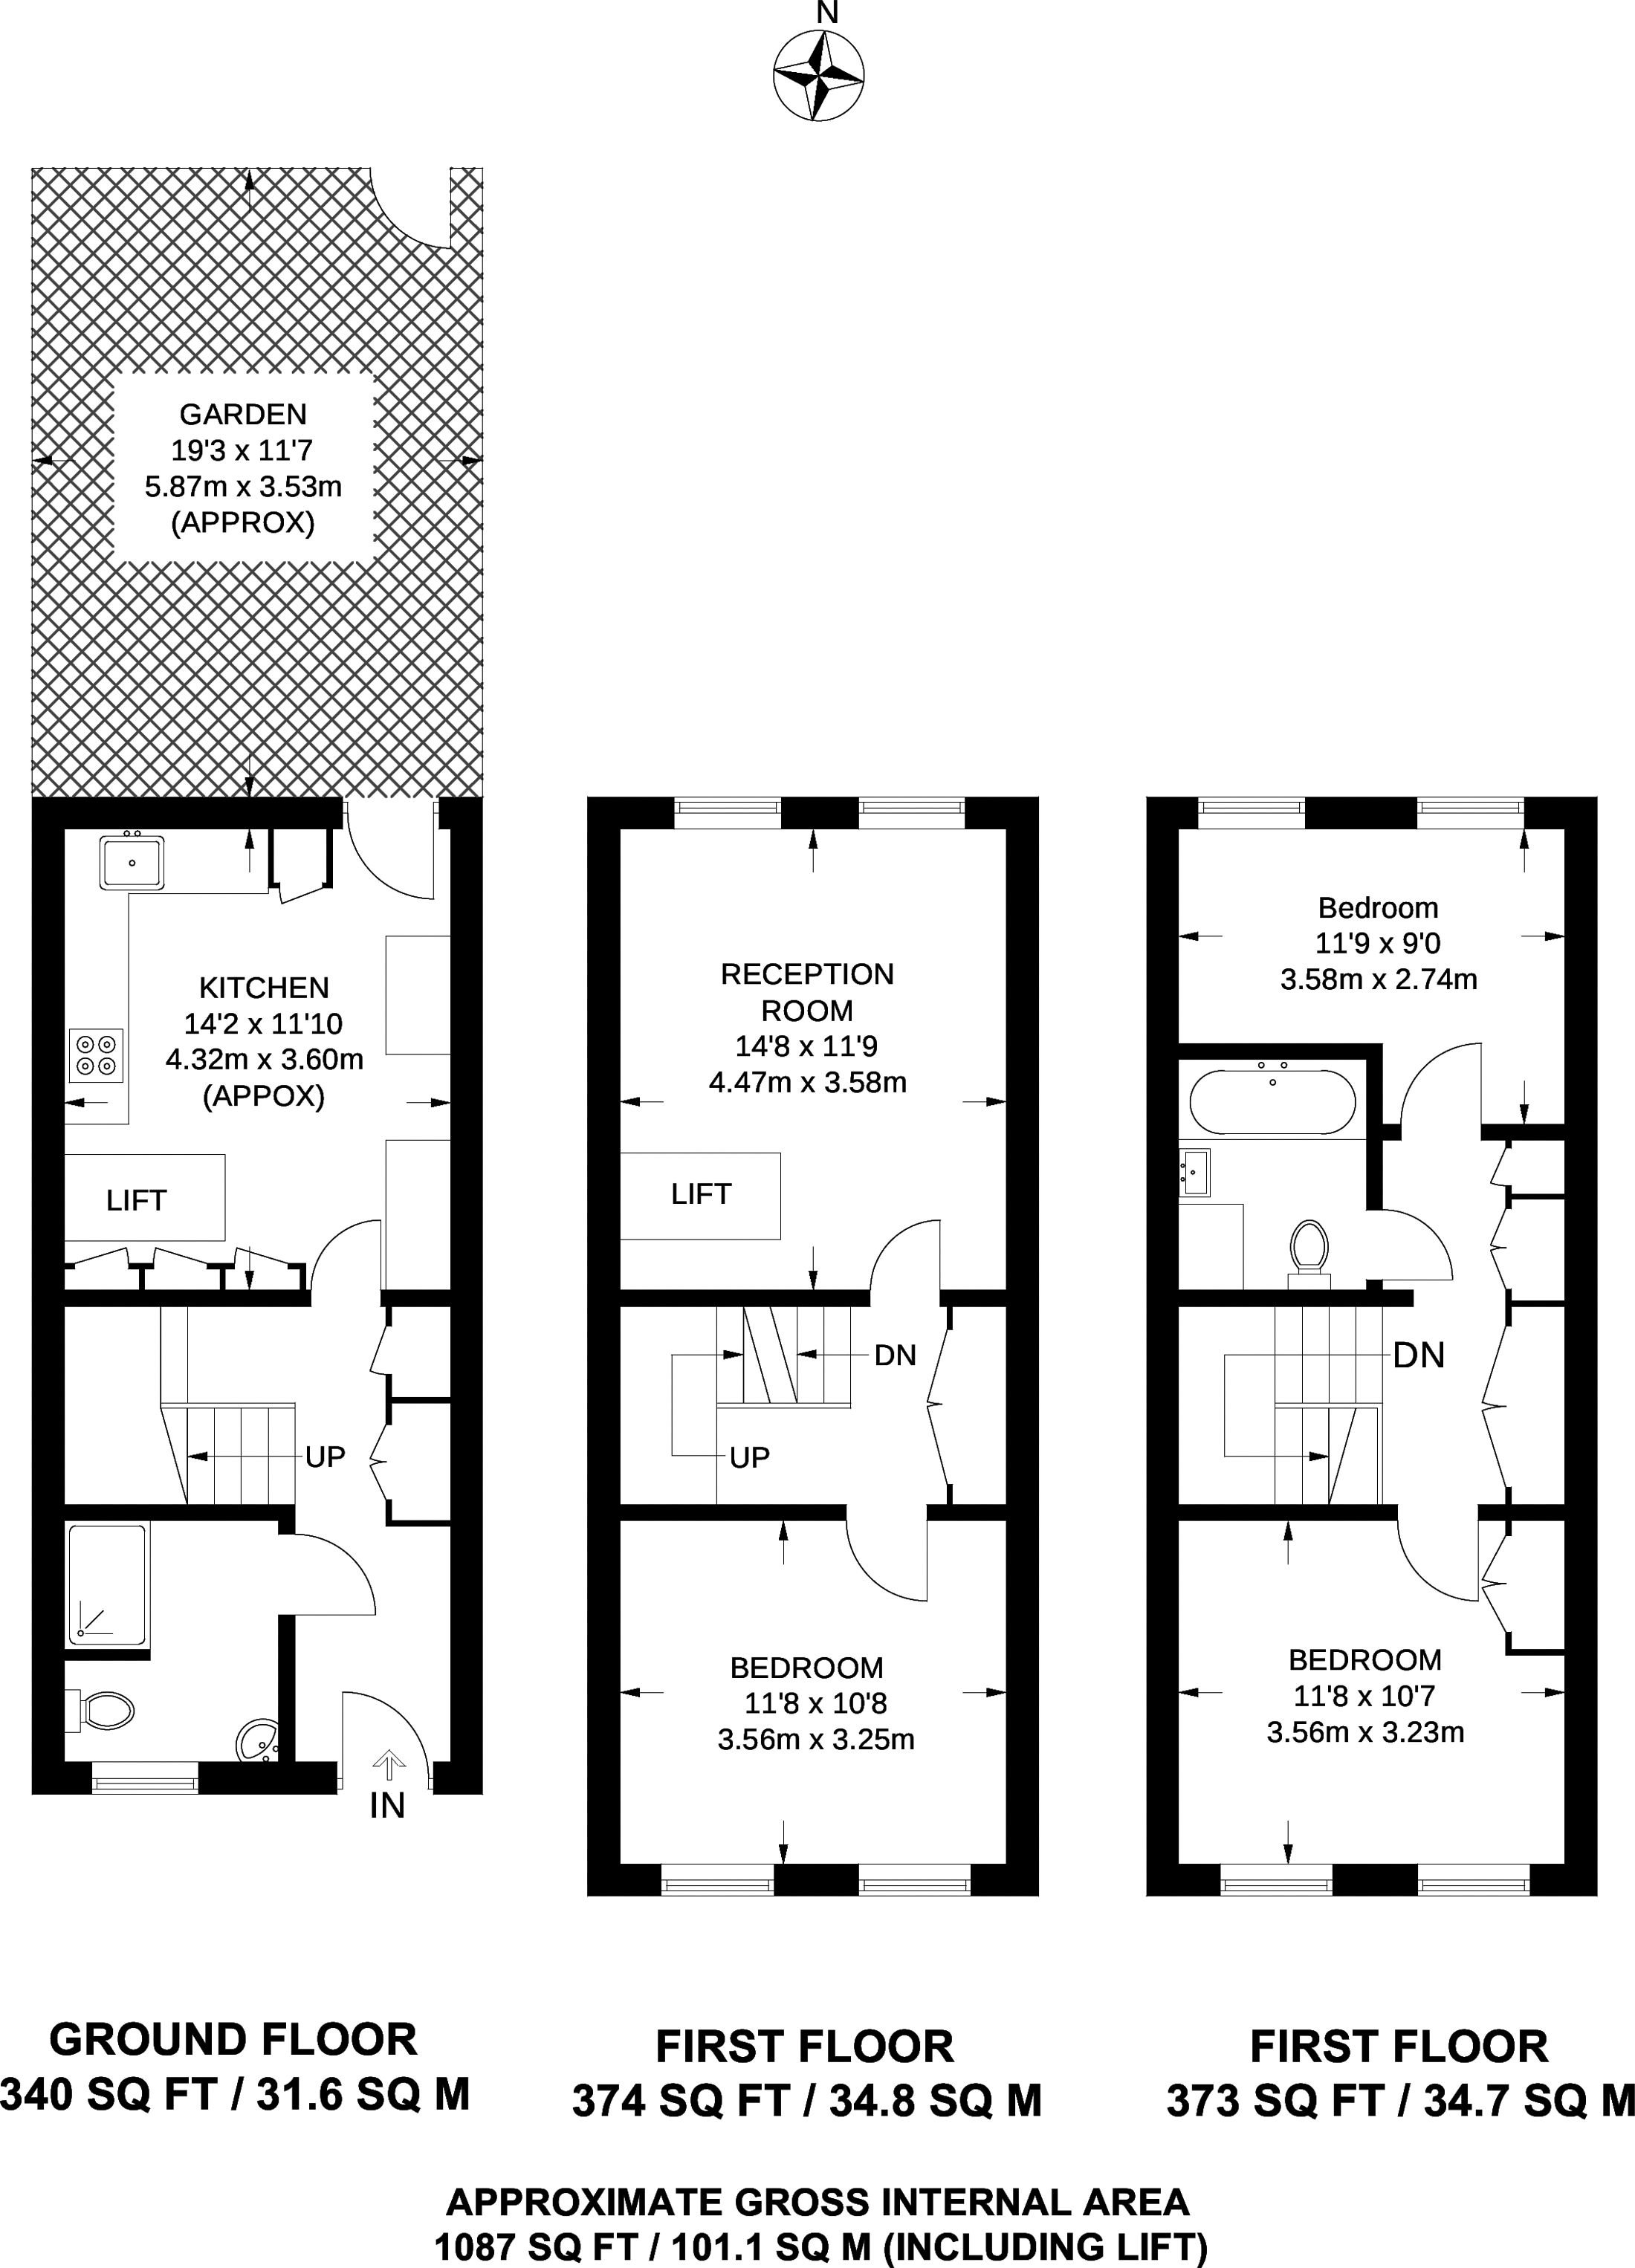 N
GARDEN
19'3 x 11'7
5.87m x 3.53m
(APPROX)
KITCHEN
14'2 x 11'10
4.32m x 3.60m
(APPOX)
LIFT
UP
IN
RECEPTION
ROOM
14'8 x 11'9
4.47m x 3.58m
LIFT
DN
UP
BEDROOM
11'8 x 10'8
3.56m x 3.25m
Bedroom
11'9 x 9'0
3.58m x 2.74m
DN
BEDROOM
11'8 x 10'7
3.56m x 3.23m
GROUND FLOOR
340 SQ FT / 31.6 SQ M
FIRST FLOOR
374 SQ FT / 34.8 SQ M
FIRST FLOOR
373 SQ FT / 34.7 SQ M
APPROXIMATE GROSS INTERNAL AREA
1087 SQ FT / 101.1 SQ M (INCLUDING LIFT)